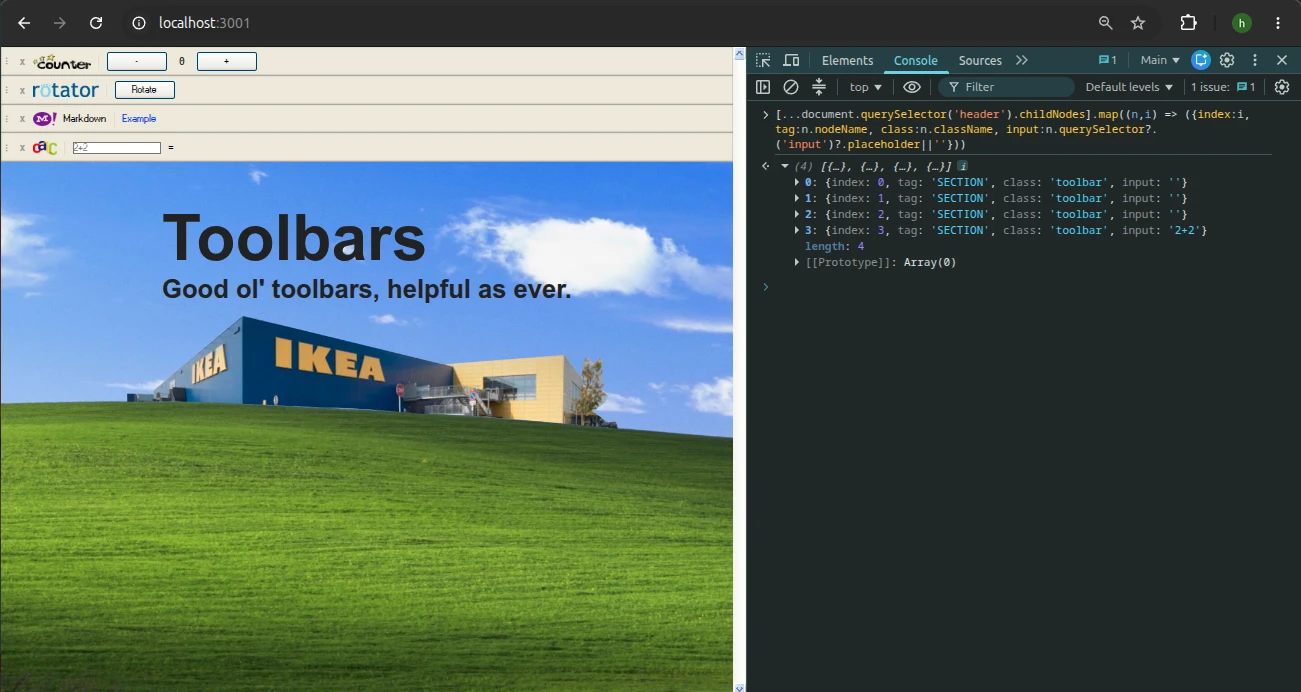 localhost:3001
h
x counter - 0 +
x rotator Rotate
x M! Markdown Example
x calc 2+2 =
Toolbars
Good ol' toolbars, helpful as ever.
IKEA IKEA
Elements Console Sources 1 Main
top Filter Default levels 1 issue: 1
[...document.querySelector('header').childNodes].map((n,i) => ({index:i,
tag:n.nodeName, class:n.className, input:n.querySelector?.
('input')?.placeholder||''}))
(4) [{…}, {…}, {…}, {…}] i
0: {index: 0, tag: 'SECTION', class: 'toolbar', input: ''}
1: {index: 1, tag: 'SECTION', class: 'toolbar', input: ''}
2: {index: 2, tag: 'SECTION', class: 'toolbar', input: ''}
3: {index: 3, tag: 'SECTION', class: 'toolbar', input: '2+2'}
length: 4
[[Prototype]]: Array(0)